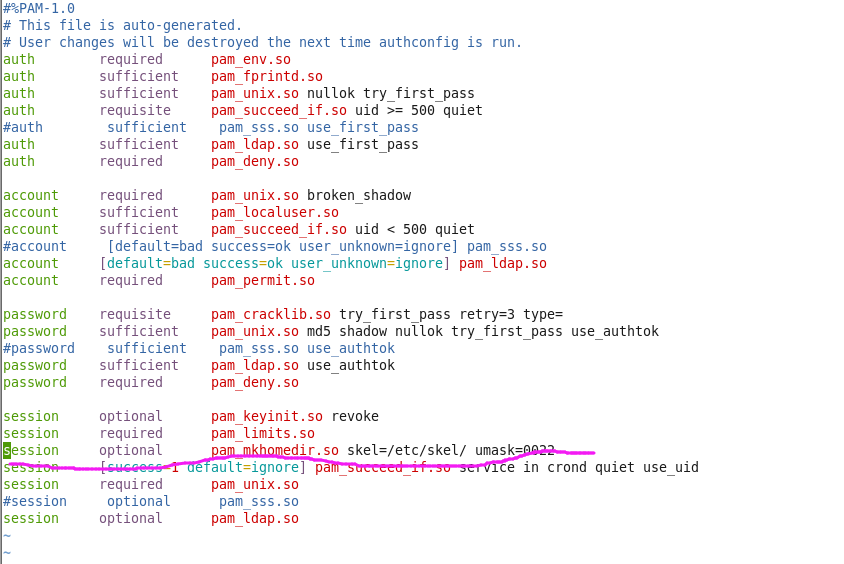 #%PAM-1.0
# This file is auto-generated.
# User changes will be destroyed the next time authconfig is run.
auth        required      pam_env.so
auth        sufficient    pam_fprintd.so
auth        sufficient    pam_unix.so nullok try_first_pass
auth        requisite     pam_succeed_if.so uid >= 500 quiet
#auth        sufficient    pam_sss.so use_first_pass
auth        sufficient    pam_ldap.so use_first_pass
auth        required      pam_deny.so

account     required      pam_unix.so broken_shadow
account     sufficient    pam_localuser.so
account     sufficient    pam_succeed_if.so uid < 500 quiet
#account     [default=bad success=ok user_unknown=ignore] pam_sss.so
account     [default=bad success=ok user_unknown=ignore] pam_ldap.so
account     required      pam_permit.so

password    requisite     pam_cracklib.so try_first_pass retry=3 type=
password    sufficient    pam_unix.so md5 shadow nullok try_first_pass use_authtok
#password    sufficient    pam_sss.so use_authtok
password    sufficient    pam_ldap.so use_authtok
password    required      pam_deny.so

session     optional      pam_keyinit.so revoke
session     required      pam_limits.so
session     optional      pam_mkhomedir.so skel=/etc/skel/ umask=0022
session     [success=1 default=ignore] pam_succeed_if.so service in crond quiet use_uid
session     required      pam_unix.so
#session     optional      pam_sss.so
session     optional      pam_ldap.so
~
~